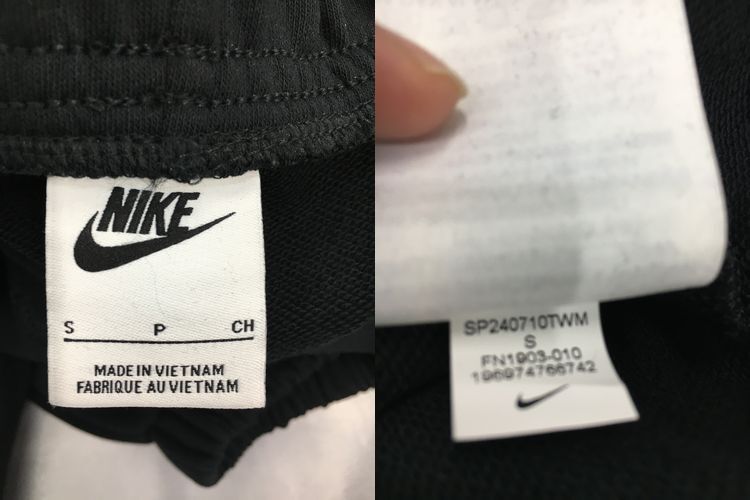 NIKE
S P CH
MADE IN VIETNAM
FABRIQUE AU VIETNAM
SP240710TWM
S
FN1903-010
196974766742